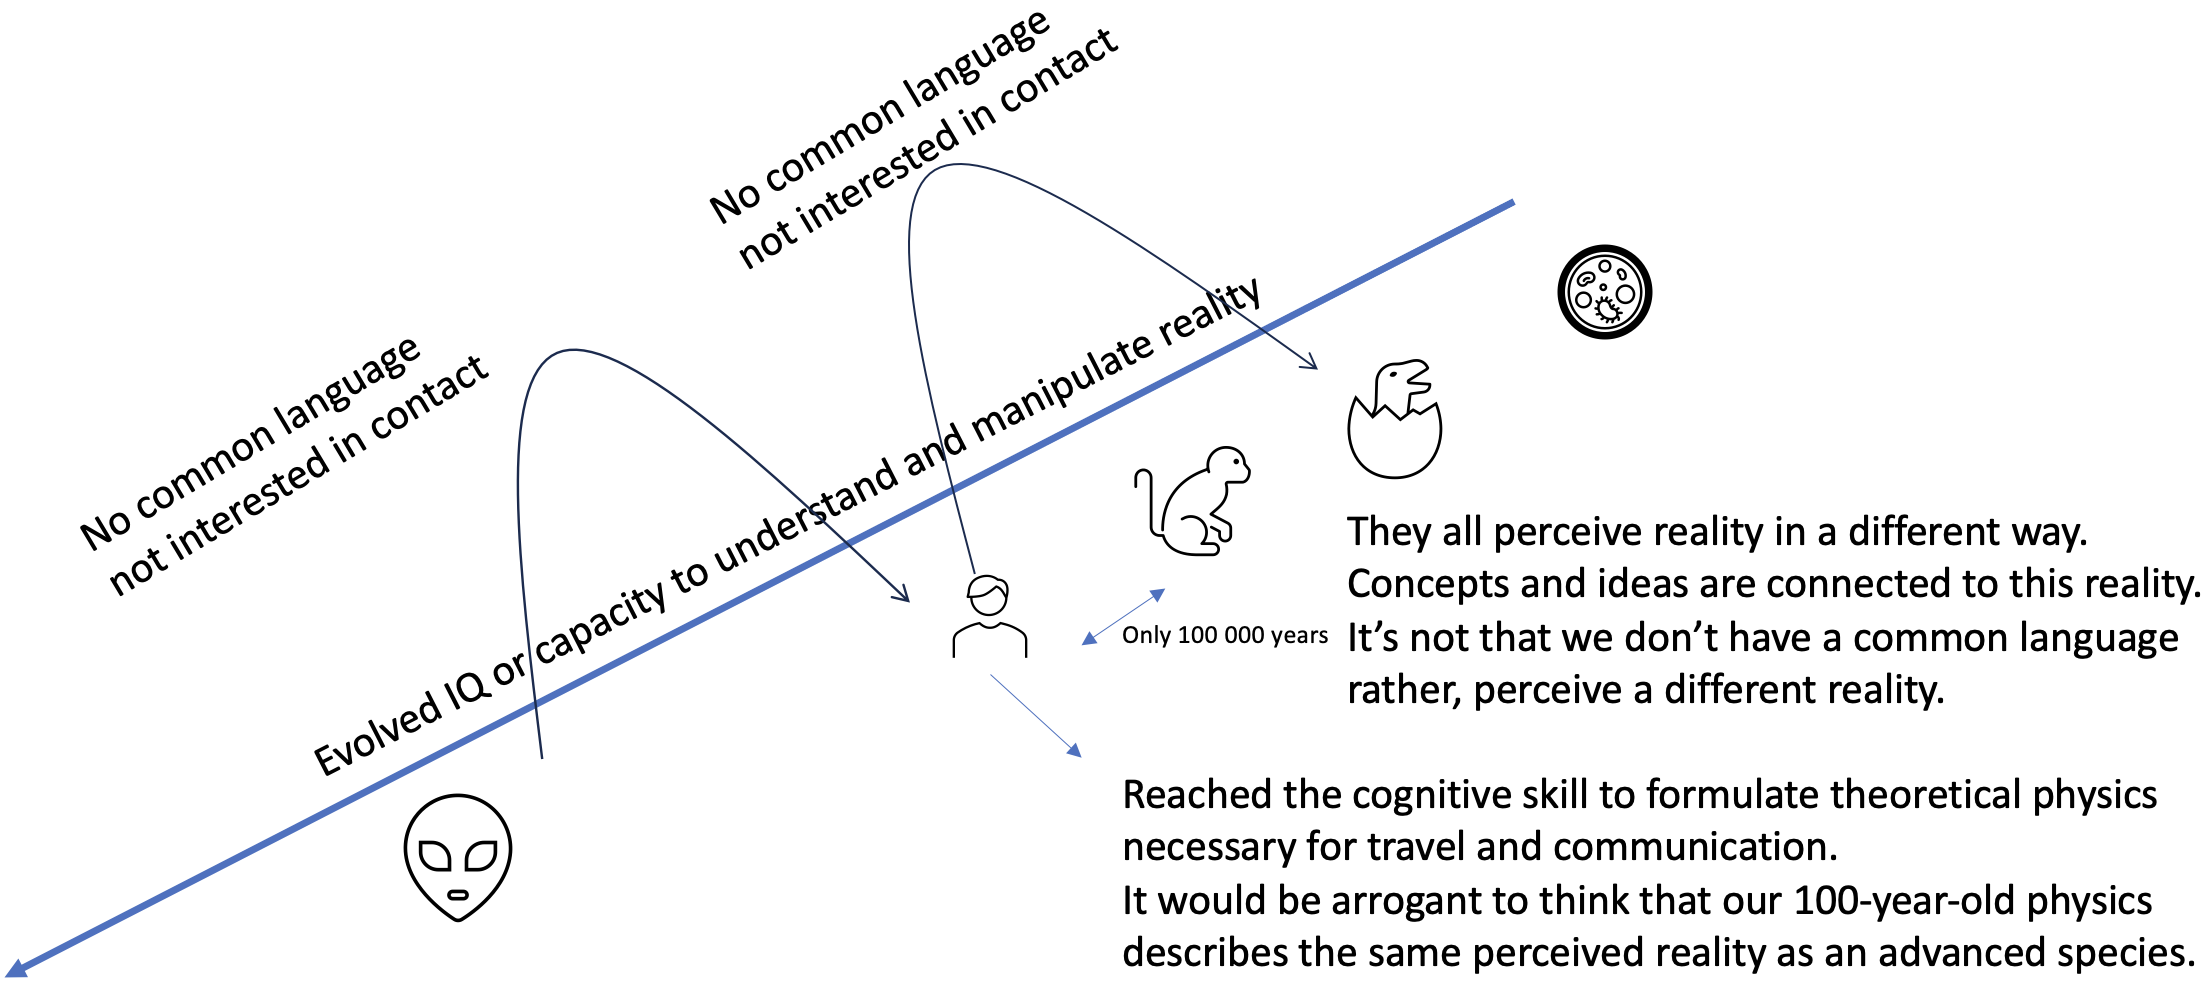 No common language
not interested in contact
No common language
not interested in contact
Evolved IQ or capacity to understand and manipulate reality
Only 100 000 years
They all perceive reality in a different way.
Concepts and ideas are connected to this reality.
It’s not that we don’t have a common language
rather, perceive a different reality.
Reached the cognitive skill to formulate theoretical physics
necessary for travel and communication.
It would be arrogant to think that our 100-year-old physics
describes the same perceived reality as an advanced species.